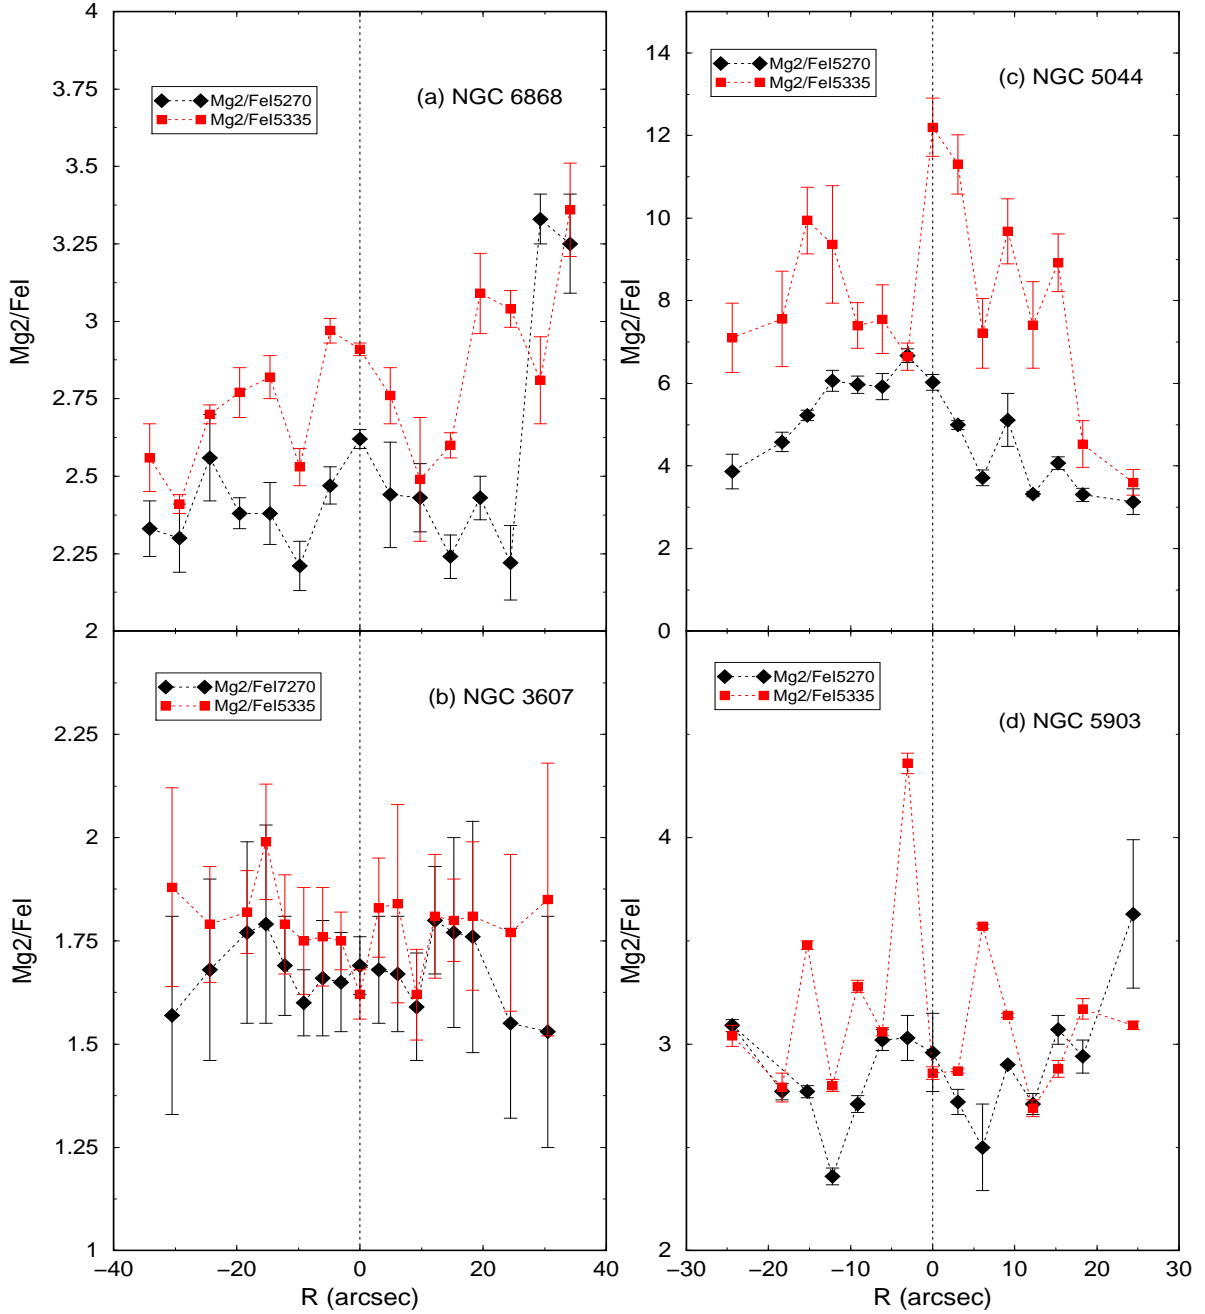 4
3.75
3.5
3.25
3
2.75
2.5
2.25
2
Mg2/FeI
Mg2/FeI5270
Mg2/FeI5335
(a) NGC 6868
14
12
10
8
6
4
2
0
Mg2/FeI
Mg2/FeI5270
Mg2/FeI5335
(c) NGC 5044
2.25
2
1.75
1.5
1.25
1
Mg2/FeI
Mg2/FeI7270
Mg2/FeI5335
(b) NGC 3607
−40 −20 0 20 40
R (arcsec)
4
3
2
Mg2/FeI
Mg2/FeI5270
Mg2/FeI5335
(d) NGC 5903
−30 −20 −10 0 10 20 30
R (arcsec)